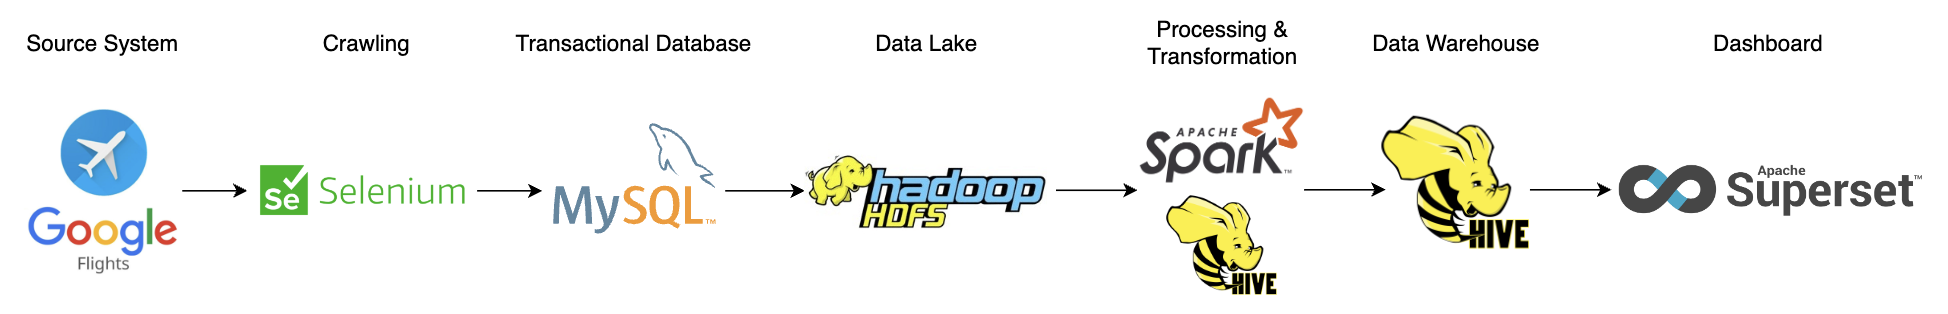 Source System
Crawling
Transactional Database
Data Lake
Processing &
Transformation
Data Warehouse
Dashboard
Google
Flights
Se
Selenium
MySQL™
hadoop
HDFS
APACHE
Spark™
HIVE
HIVE
Apache
Superset™